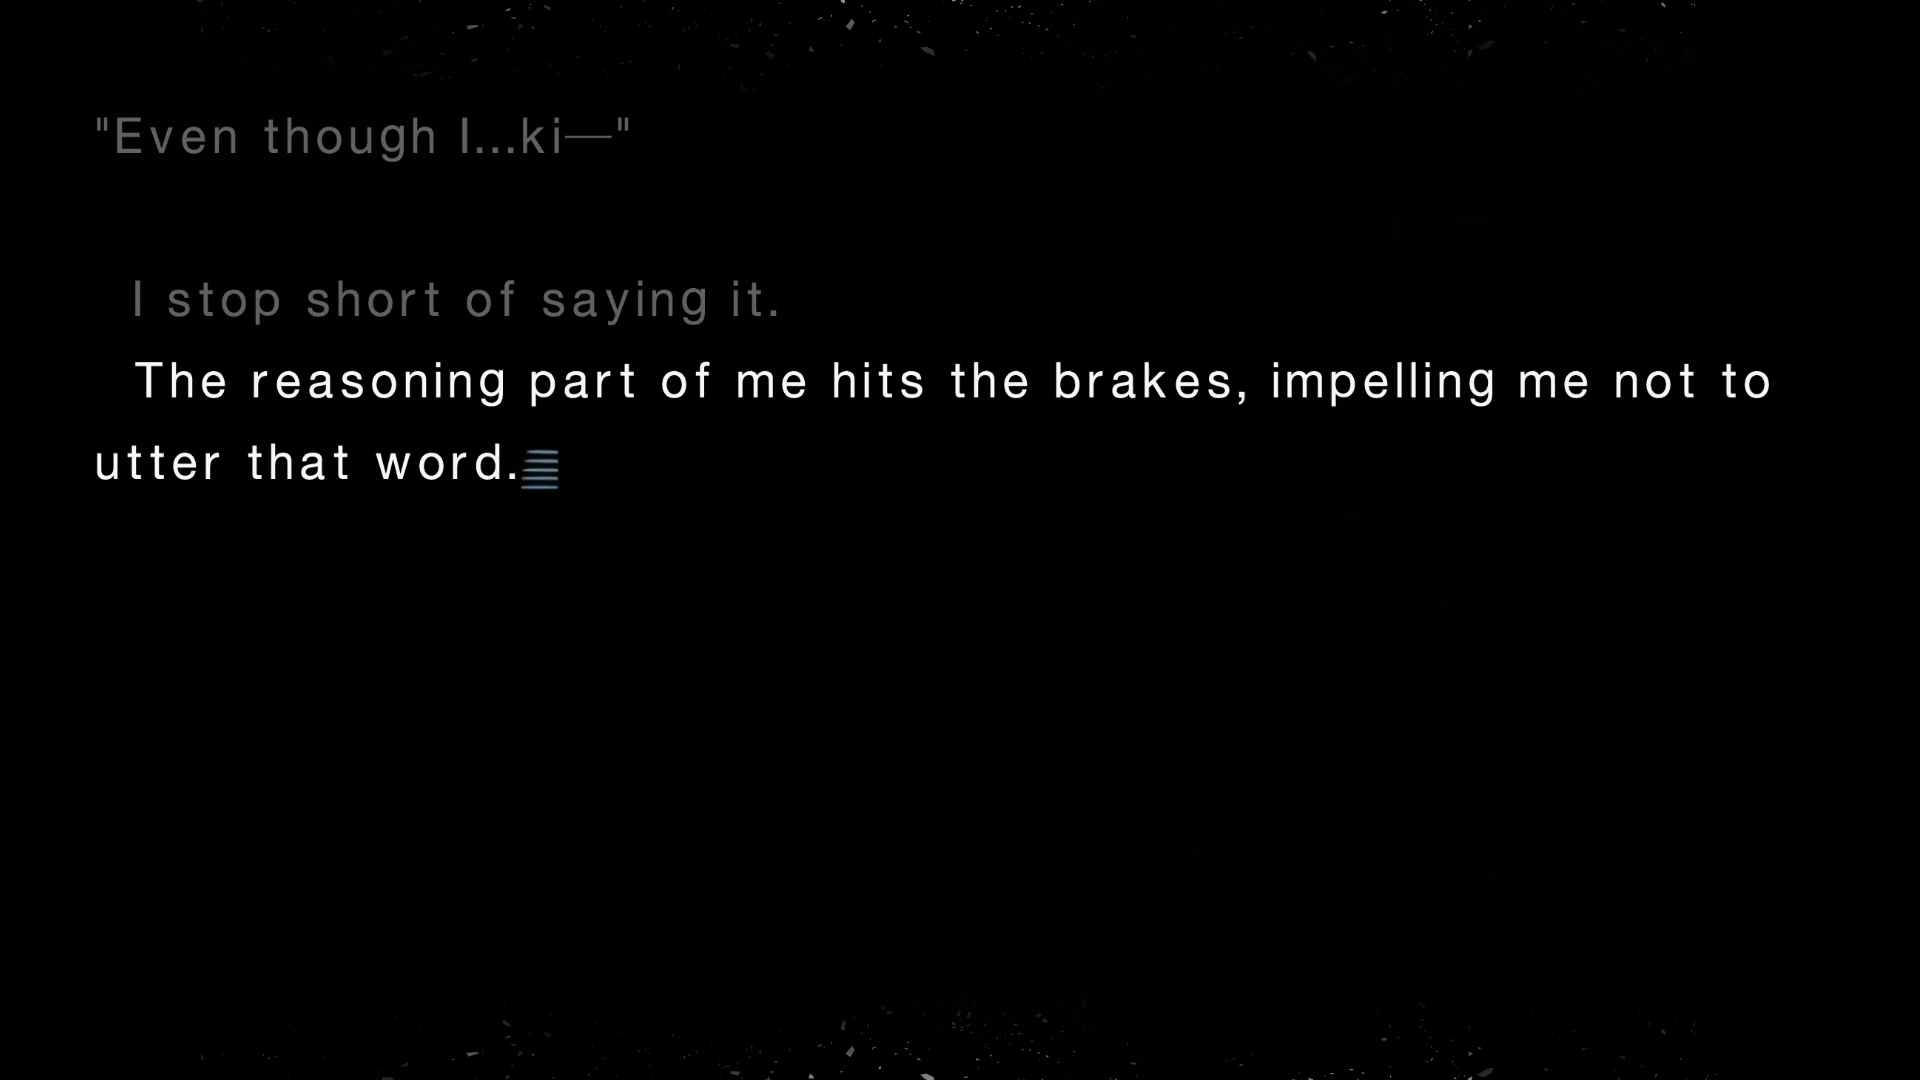 "Even though I...ki—"
I stop short of saying it.
The reasoning part of me hits the brakes, impelling me not to
utter that word.